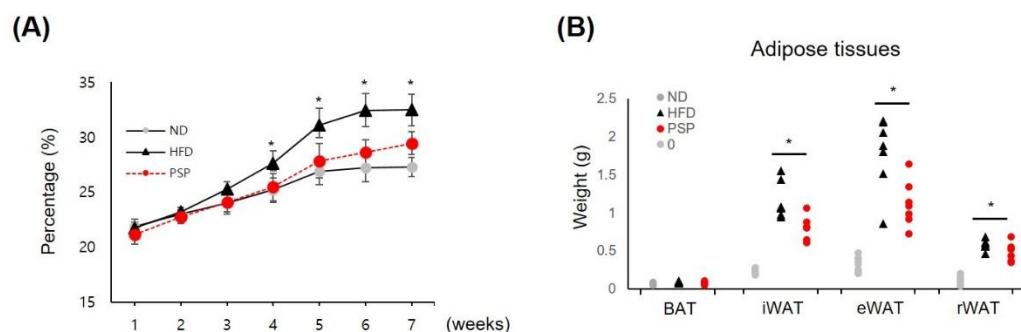 (A)
Percentage (%)
35
30
25
20
15
ND
HFD
PSP
*
*
*
*
1 2 3 4 5 6 7 (weeks)
(B)
Adipose tissues
Weight (g)
2.5
2
1.5
1
0.5
0
ND
HFD
PSP
0
*
*
*
BAT iWAT eWAT rWAT